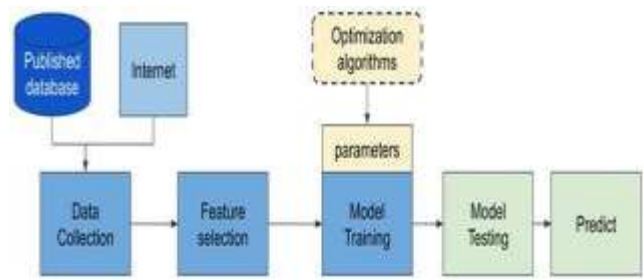 Published
database
Internet
Optimization
algorithms
parameters
Data
Collection
Feature
selection
Model
Training
Model
Testing
Predict